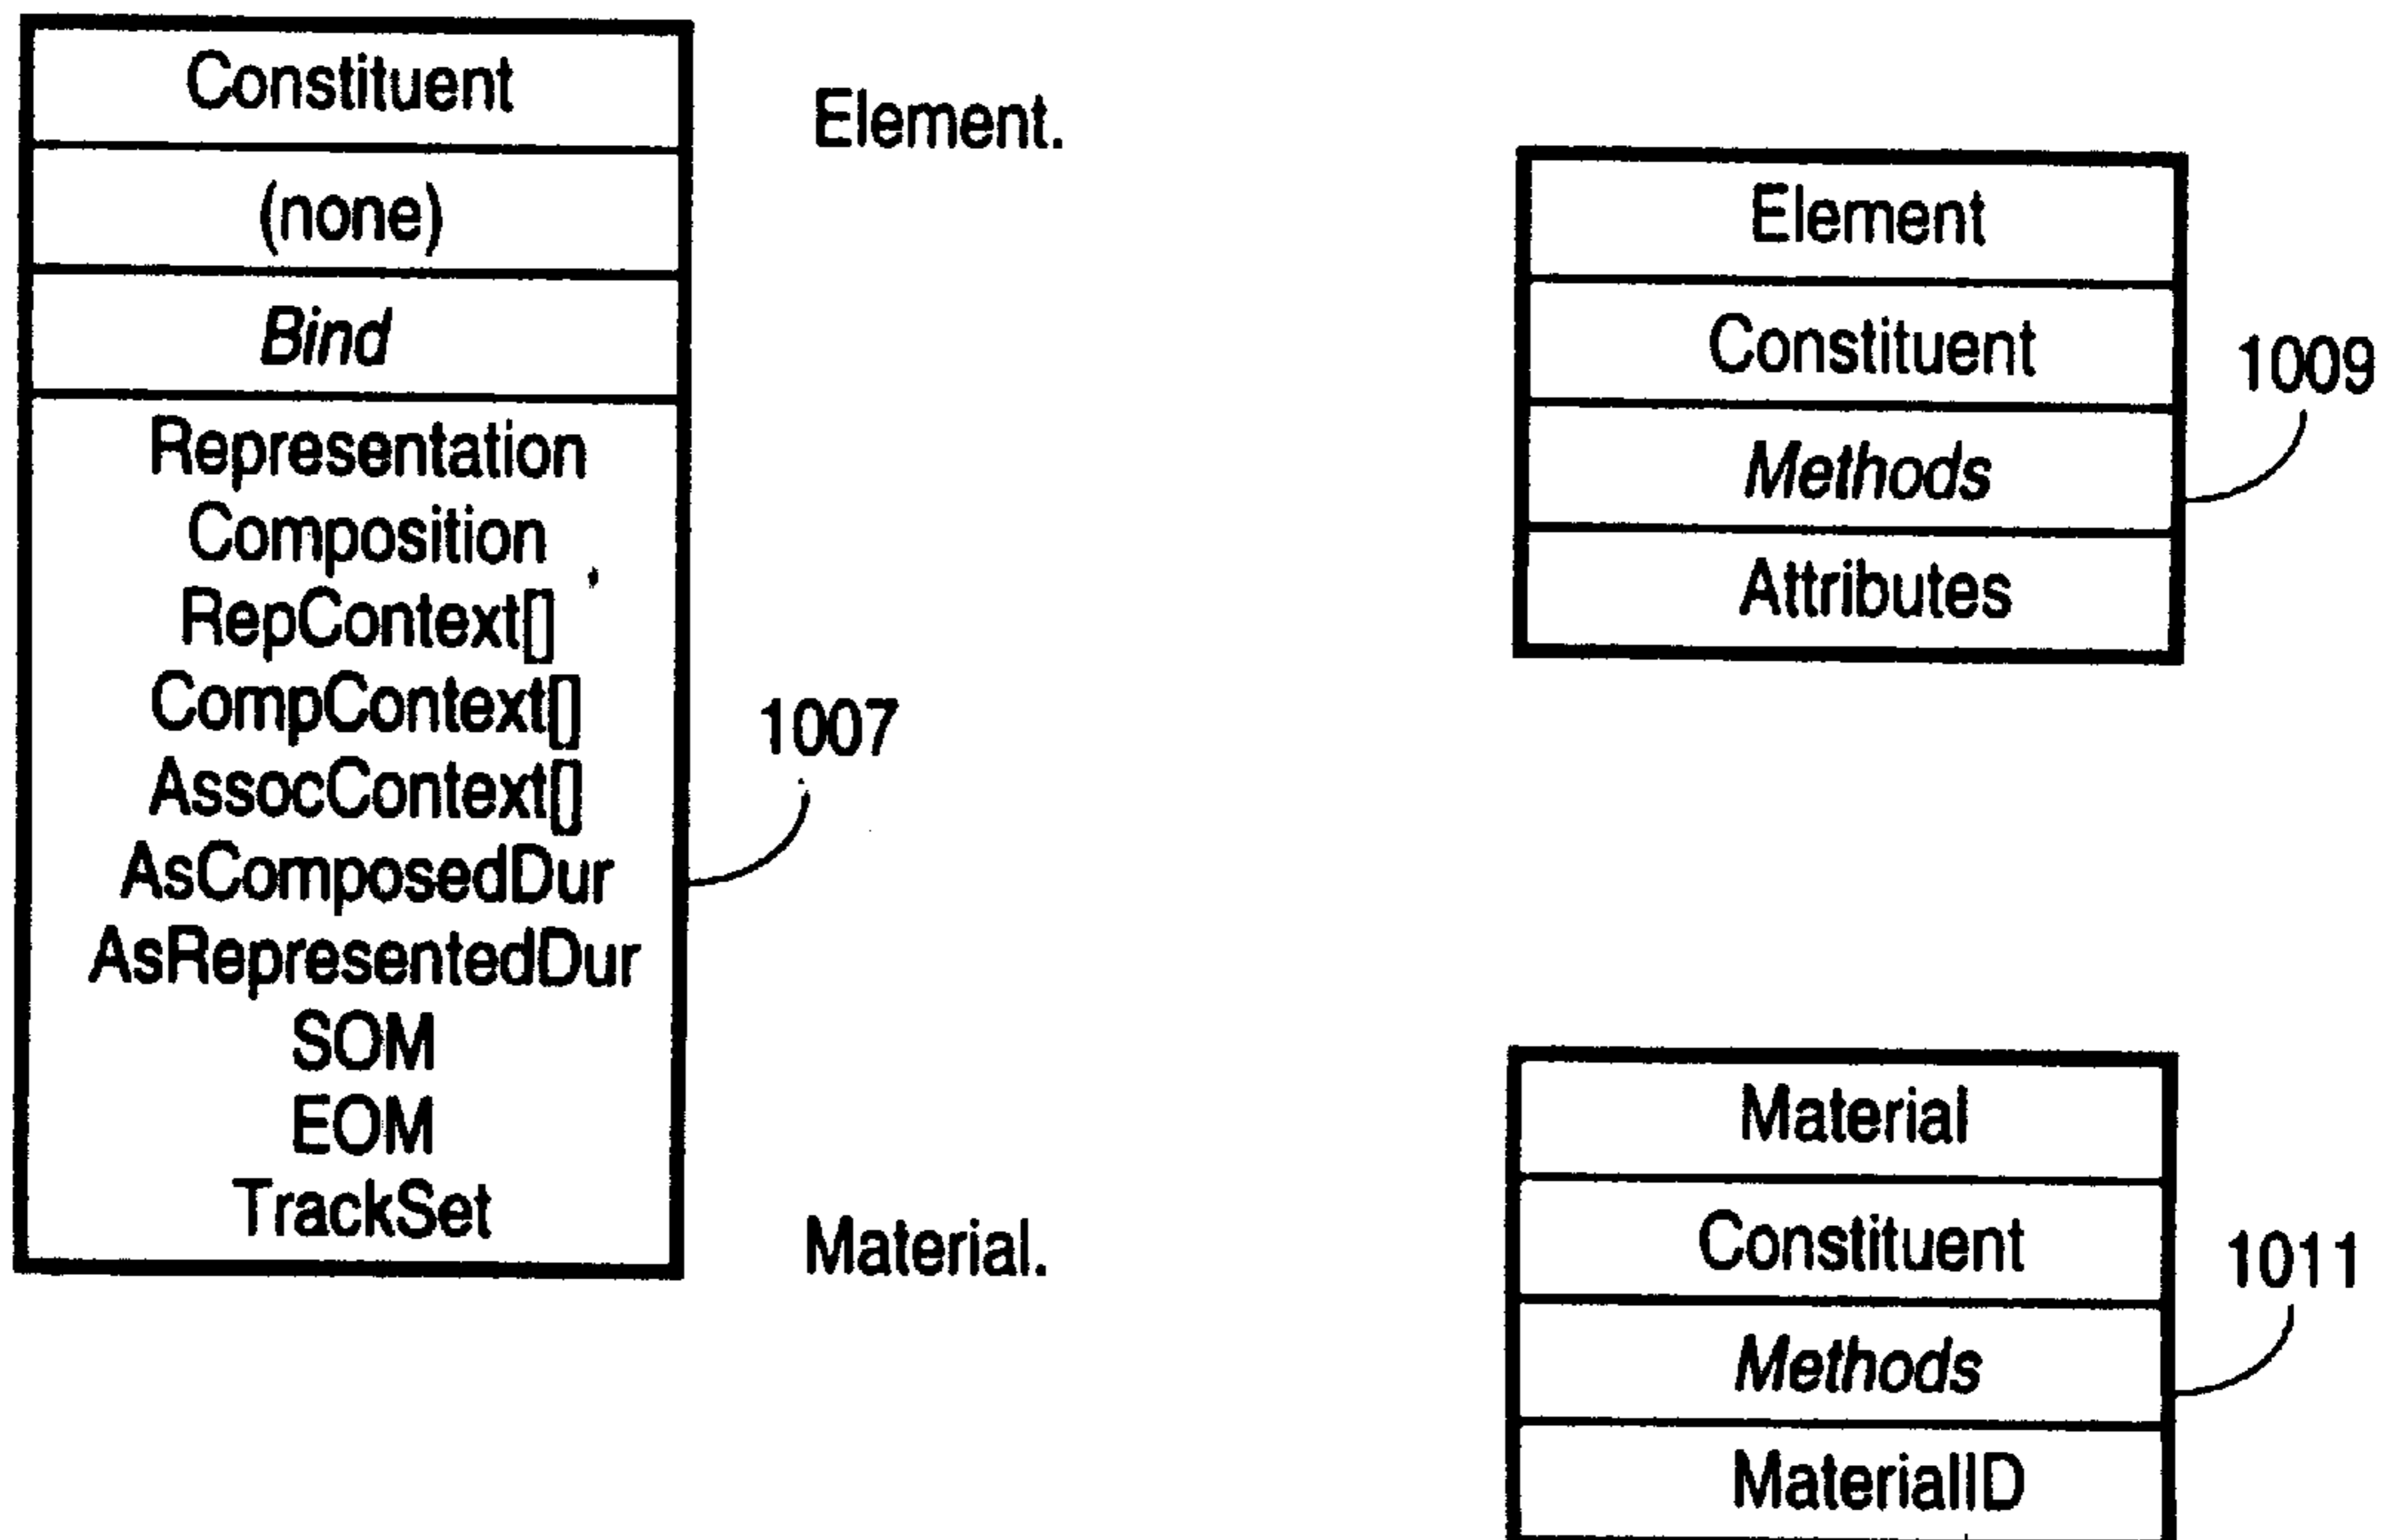 Constituent
(none)
Bind
Representation
Composition
RepContext[]
CompContext[]
AssocContext[]
AsComposedDur
AsRepresentedDur
SOM
EOM
TrackSet
1007
Element.
Element
Constituent
Methods
Attributes
1009
Material.
Material
Constituent
Methods
MaterialID
1011